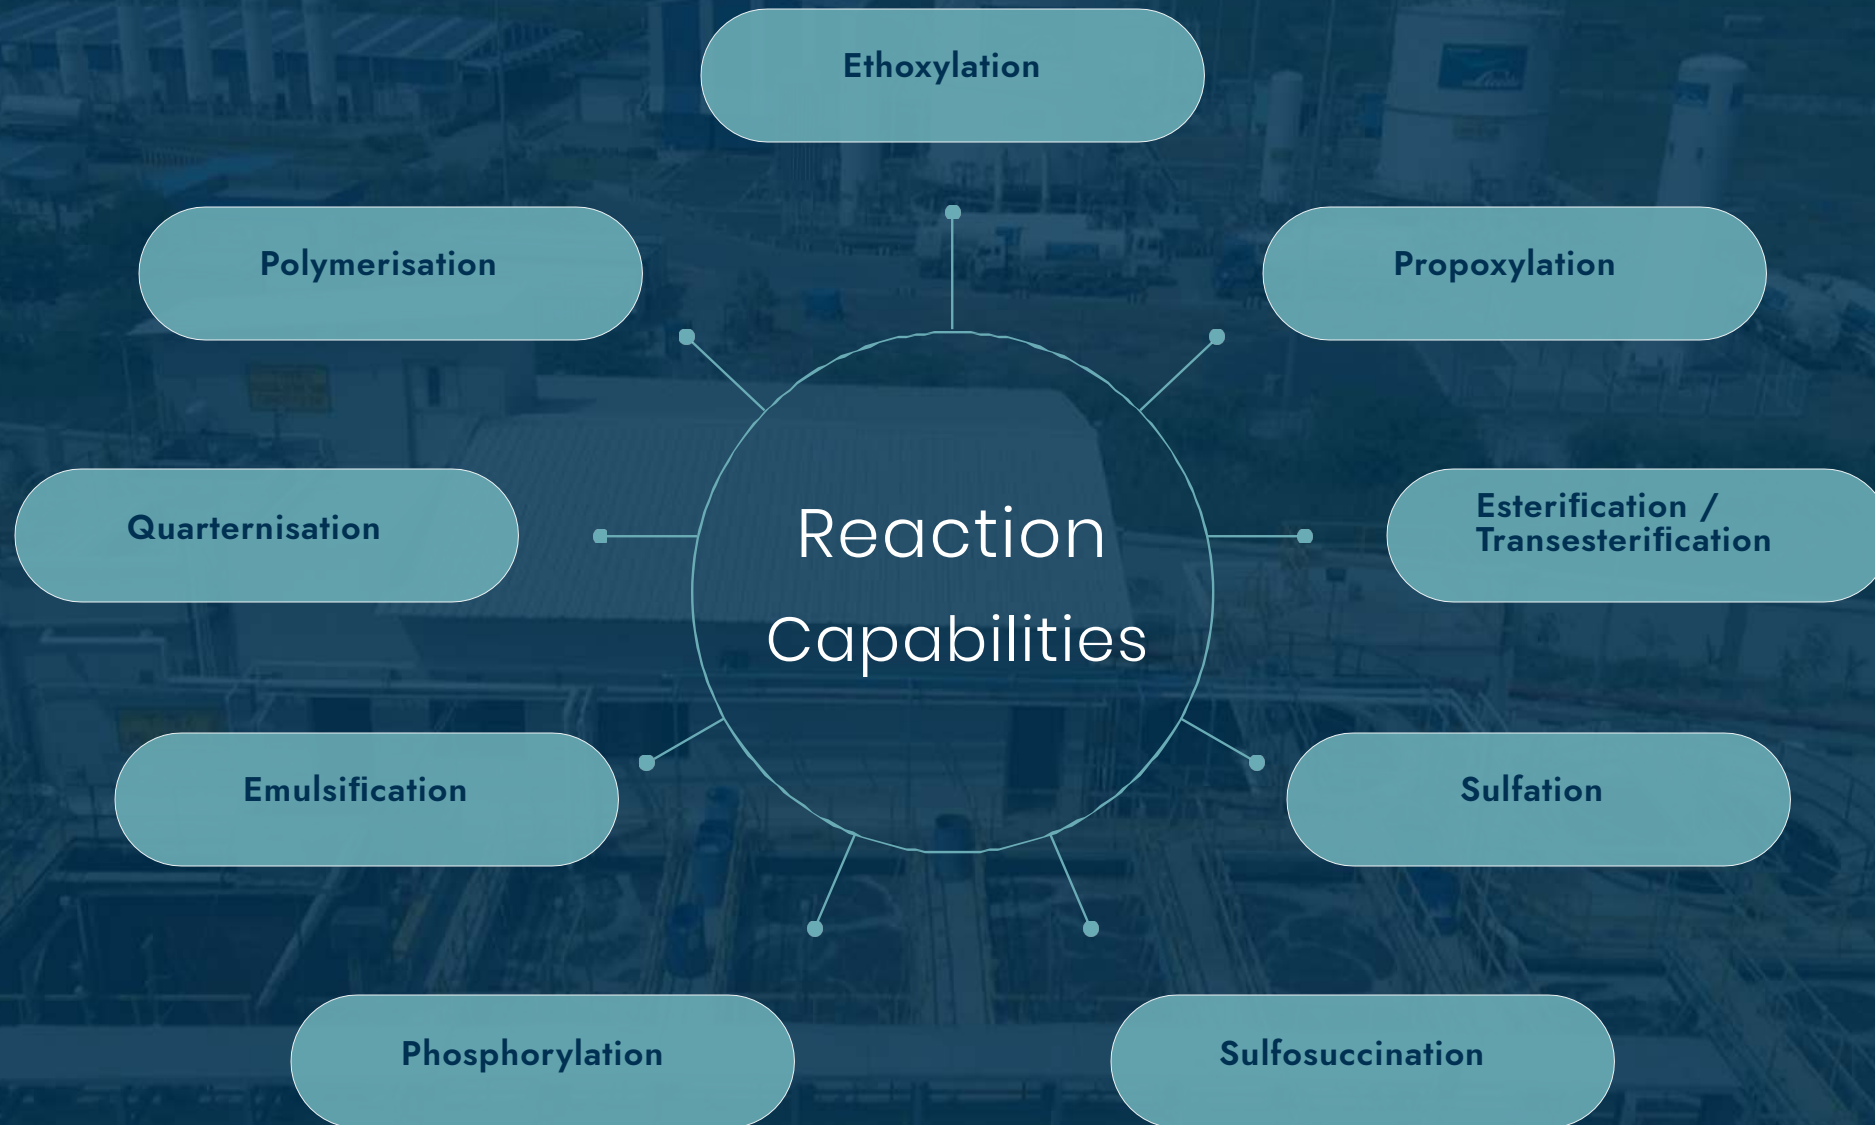 Ethoxylation
Polymerisation
Propoxylation
Quarternisation
Reaction
Capabilities
Esterification /
Transesterification
Emulsification
Sulfation
Phosphorylation
Sulfosuccination